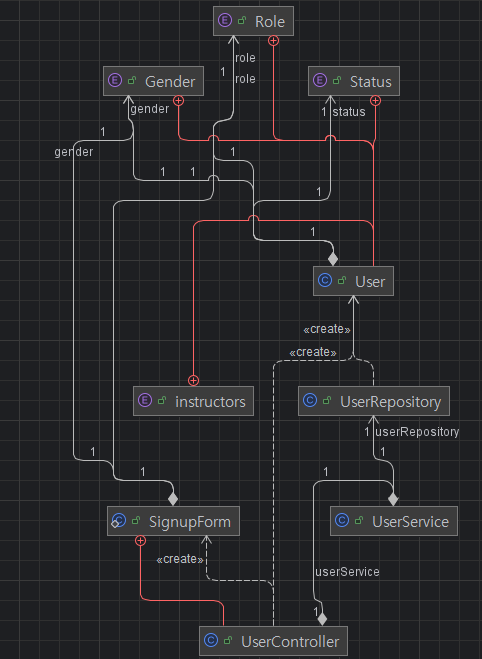 E Role
role
1
role
E Gender
E Status
gender
1 status
1
gender
1
1
1
1
C User
«create»
«create»
E instructors
C UserRepository
1 userRepository
1
1
1
1
C SignupForm
C UserService
«create»
userService
1
C UserController